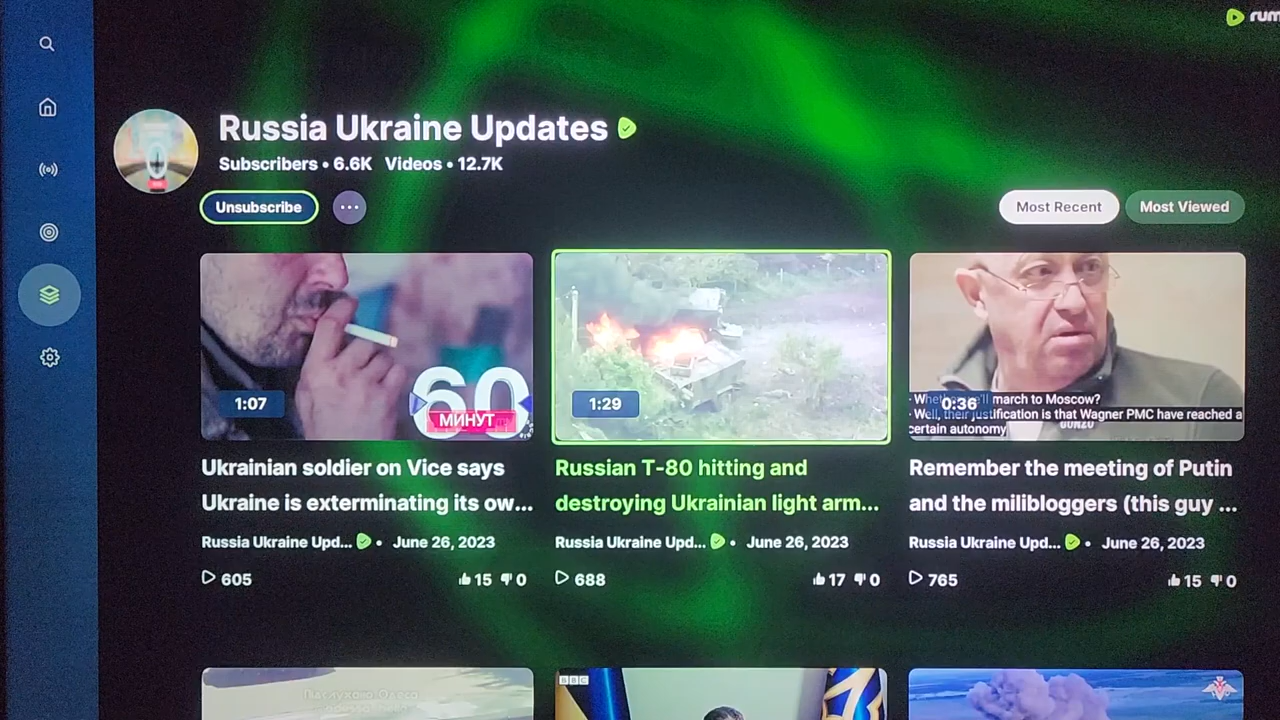 rum
Russia Ukraine Updates
Subscribers • 6.6K Videos • 12.7K
Unsubscribe
Most Recent
Most Viewed
1:07
60
МИНУТ
1:29
0:36
march to Moscow?
- Well, their justification is that Wagner PMC have reached a
certain autonomy
Ukrainian soldier on Vice says
Ukraine is exterminating its ow...
Russia Ukraine Upd... • June 26, 2023
605 15 0
Russian T-80 hitting and
destroying Ukrainian light arm...
Russia Ukraine Upd... • June 26, 2023
688 17 0
Remember the meeting of Putin
and the milibloggers (this guy ...
Russia Ukraine Upd... • June 26, 2023
765 15 0
Підслухано Одеса
BBC